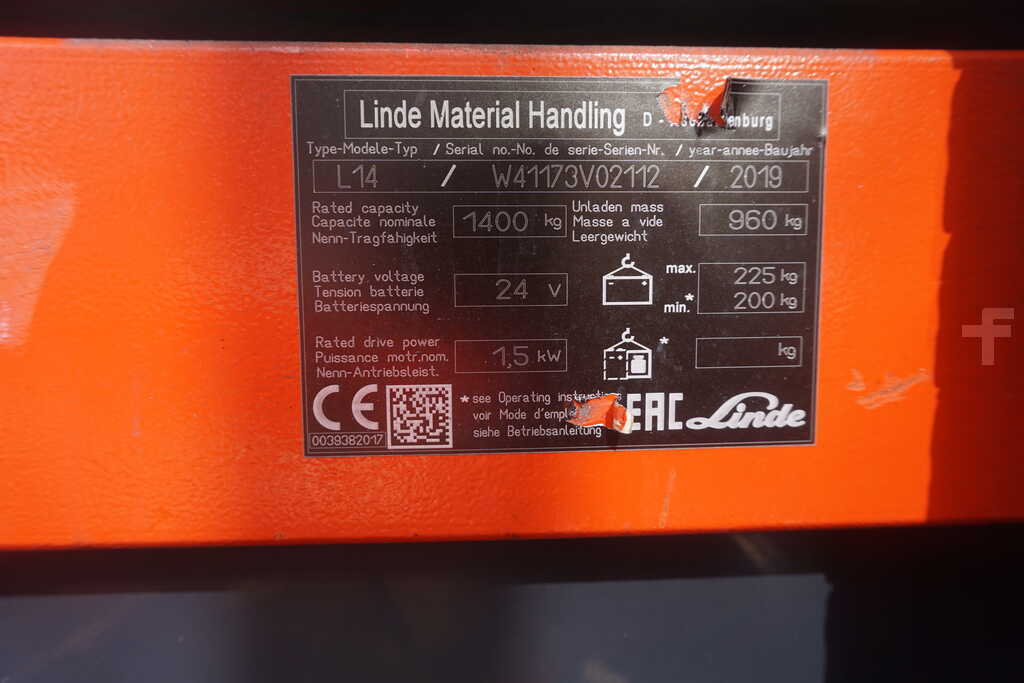 Linde Material Handling D -
Type-Modele-Typ / Serial no.-No. de serie-Serien-Nr. / year-annee-Baujahr
L14 / W41173V02112 / 2019
Rated capacity
Capacite nominale
Nenn-Tragfähigkeit
1400 kg
Unladen mass
Masse a vide
Leergewicht
960 kg
Battery voltage
Tension batterie
Batteriespannung
24 V
max. 225 kg
min.* 200 kg
Rated drive power
Puissance motr.nom.
Nenn-Antriebsleist.
1,5 kW
* kg
CE
0039382017
* see Operating instructions
voir Mode d'emploi
siehe Betriebsanleitung
EAC
Linde
f